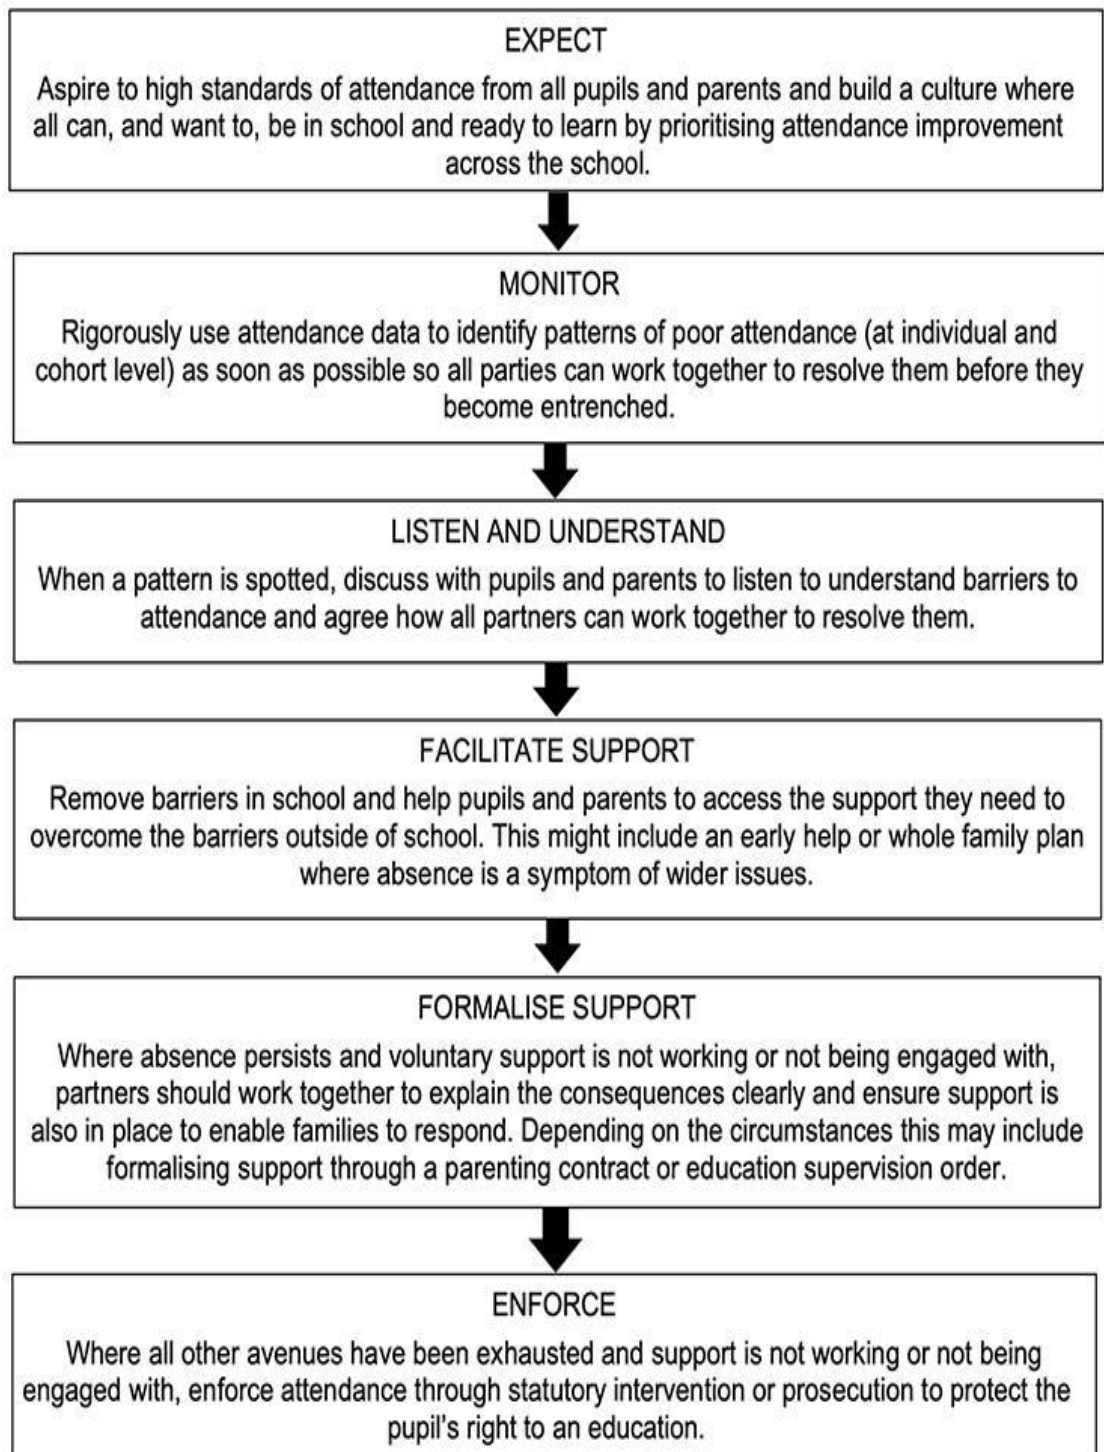 EXPECT
Aspire to high standards of attendance from all pupils and parents and build a culture where
all can, and want to, be in school and ready to learn by prioritising attendance improvement
across the school.
MONITOR
Rigorously use attendance data to identify patterns of poor attendance (at individual and
cohort level) as soon as possible so all parties can work together to resolve them before they
become entrenched.
LISTEN AND UNDERSTAND
When a pattern is spotted, discuss with pupils and parents to listen to understand barriers to
attendance and agree how all partners can work together to resolve them.
FACILITATE SUPPORT
Remove barriers in school and help pupils and parents to access the support they need to
overcome the barriers outside of school. This might include an early help or whole family plan
where absence is a symptom of wider issues.
FORMALISE SUPPORT
Where absence persists and voluntary support is not working or not being engaged with,
partners should work together to explain the consequences clearly and ensure support is
also in place to enable families to respond. Depending on the circumstances this may include
formalising support through a parenting contract or education supervision order.
ENFORCE
Where all other avenues have been exhausted and support is not working or not being
engaged with, enforce attendance through statutory intervention or prosecution to protect the
pupil's right to an education.